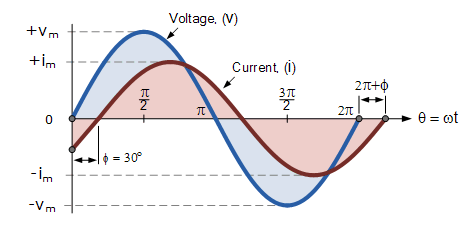 Voltage, (V)
+vm
+im
Current, (i)
π
2
π
3π
2
2π
2π+ϕ
0
θ = ωt
ϕ = 30°
-im
-vm